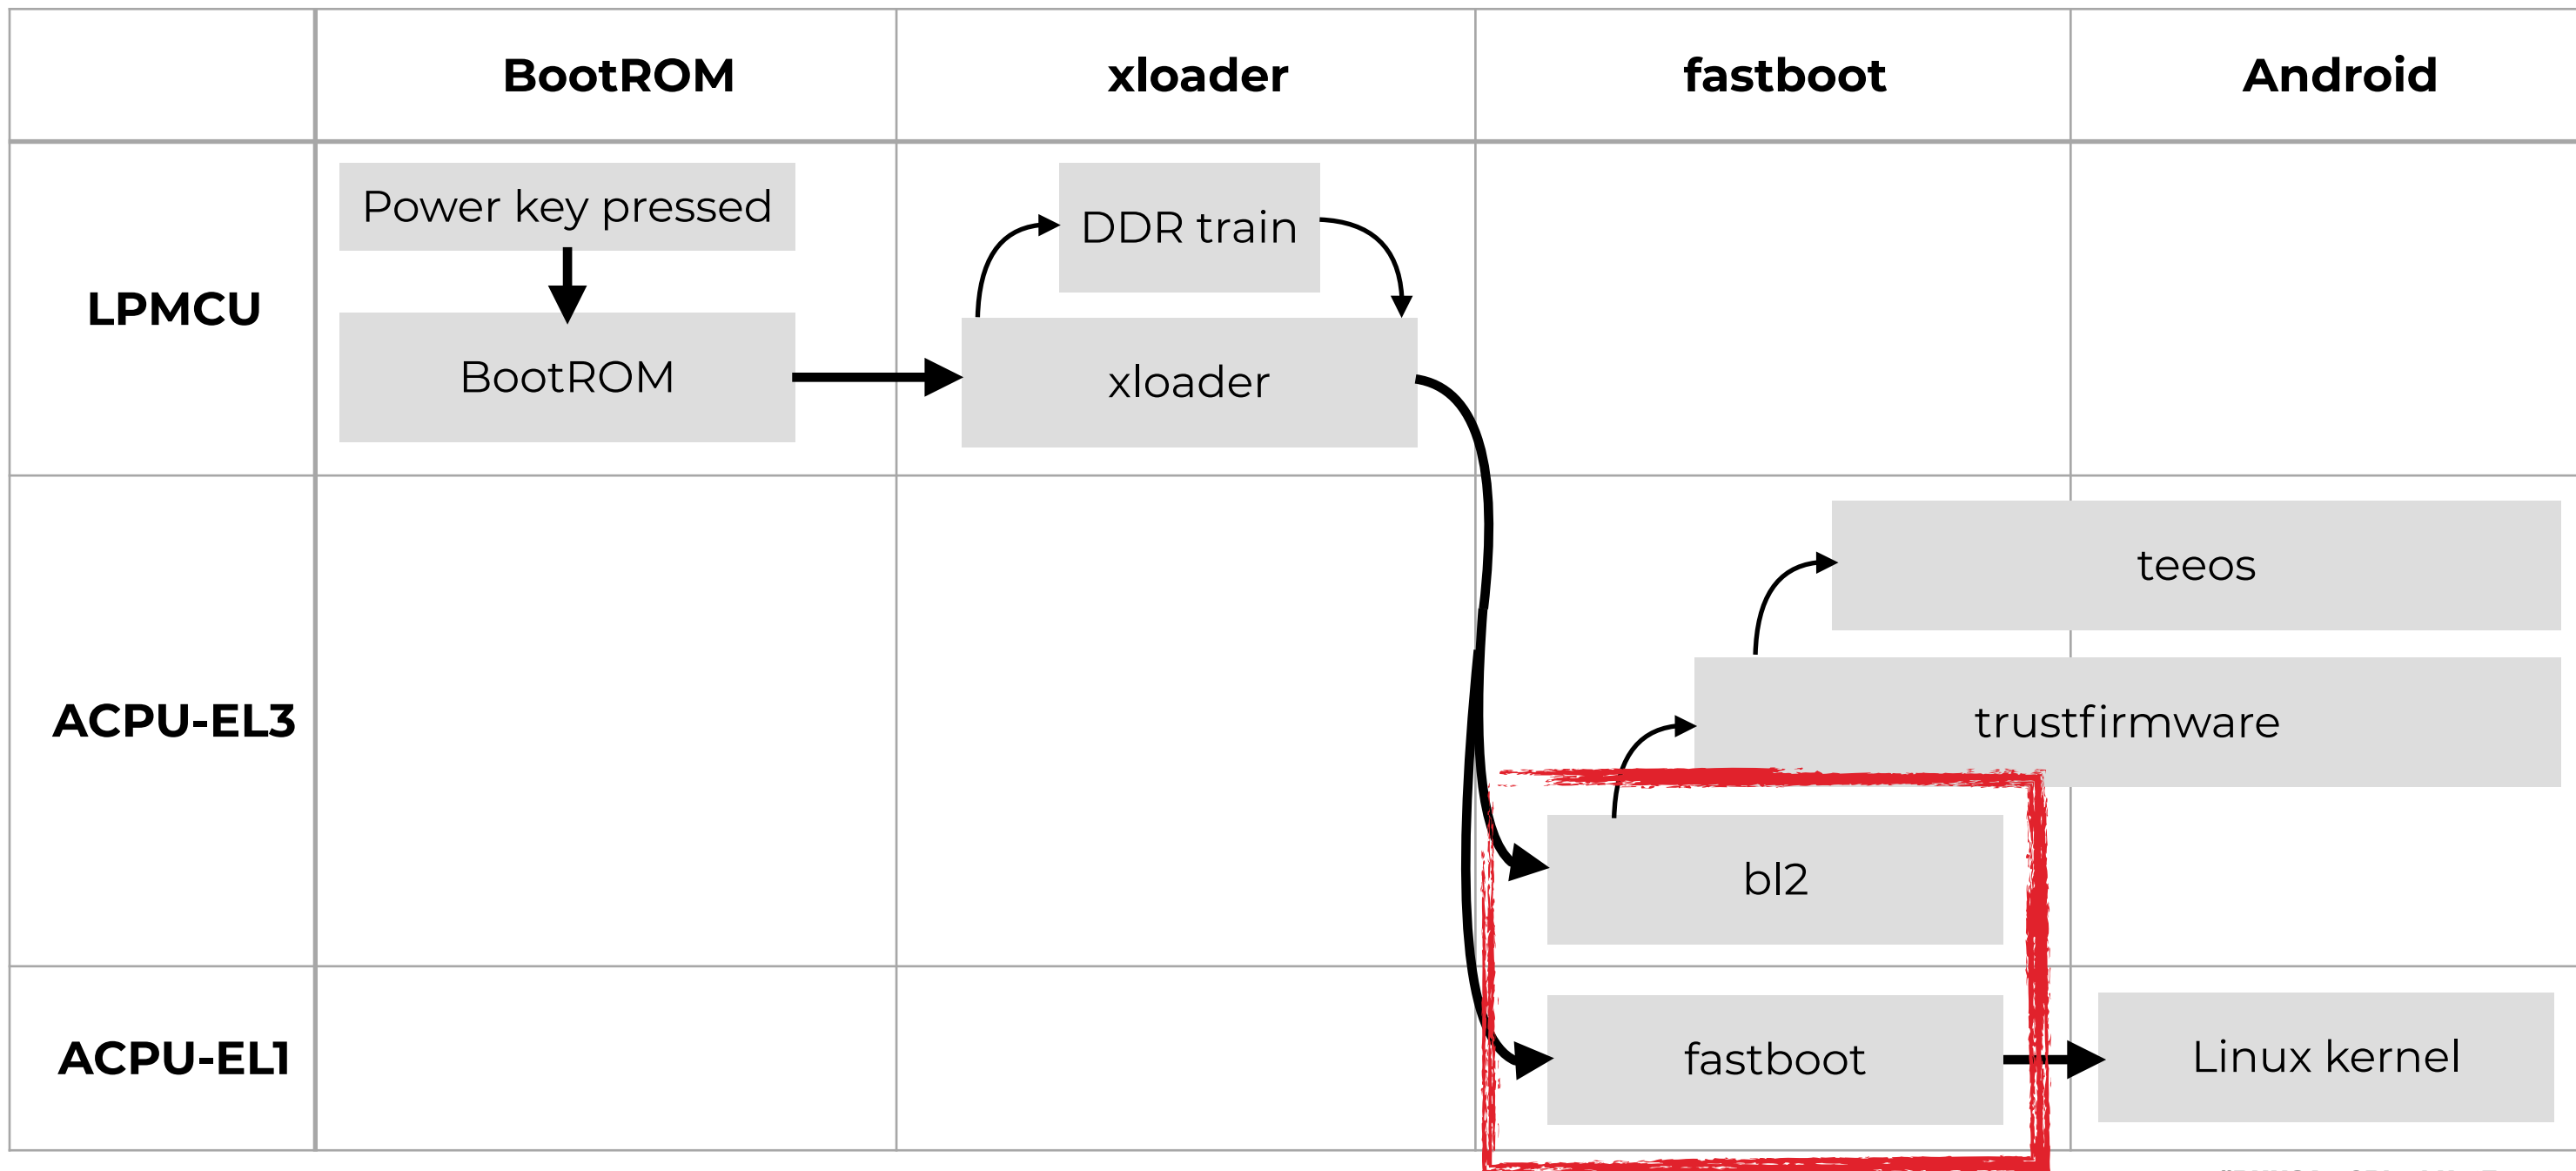 BootROM xloader fastboot Android
LPMCU
Power key pressed
BootROM
DDR train
xloader
ACPU-EL3
teeos
trustfirmware
bl2
ACPU-EL1
fastboot
Linux kernel